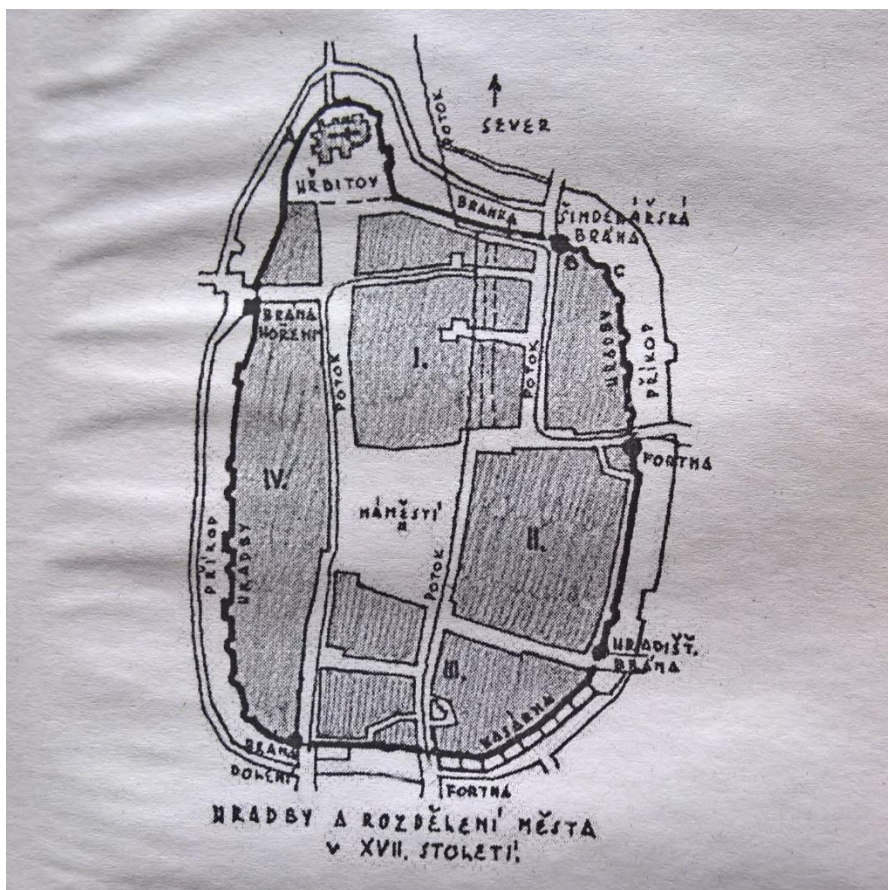 POTOK
SEVER
HŘBITOV
BRANKA
ŠINDELÁŘSKÁ
BRÁNA
B
C
BRÁNA
HOŘENÍ
POTOK
I.
POTOK
HRADBY
PŘÍKOP
FORTNA
IV.
NÁMĚSTÍ
II.
POTOK
PŘÍKOP
HRADBY
HRADIŠŤ.
BRÁNA
III.
KASÁRNA
BRÁNA
DOLENÍ
FORTNA
HRADBY A ROZDĚLENÍ MĚSTA
v XVII. STOLETÍ.